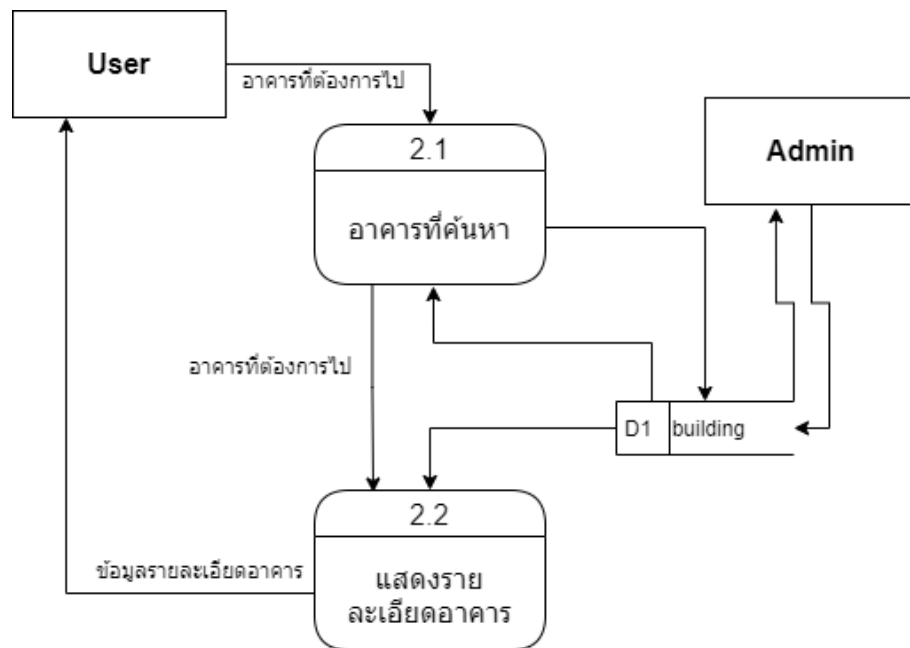 User
อาคารที่ต้องการไป
2.1
อาคารที่ค้นหา
Admin
อาคารที่ต้องการไป
D1
building
2.2
แสดงราย
ละเอียดอาคาร
ข้อมูลรายละเอียดอาคาร